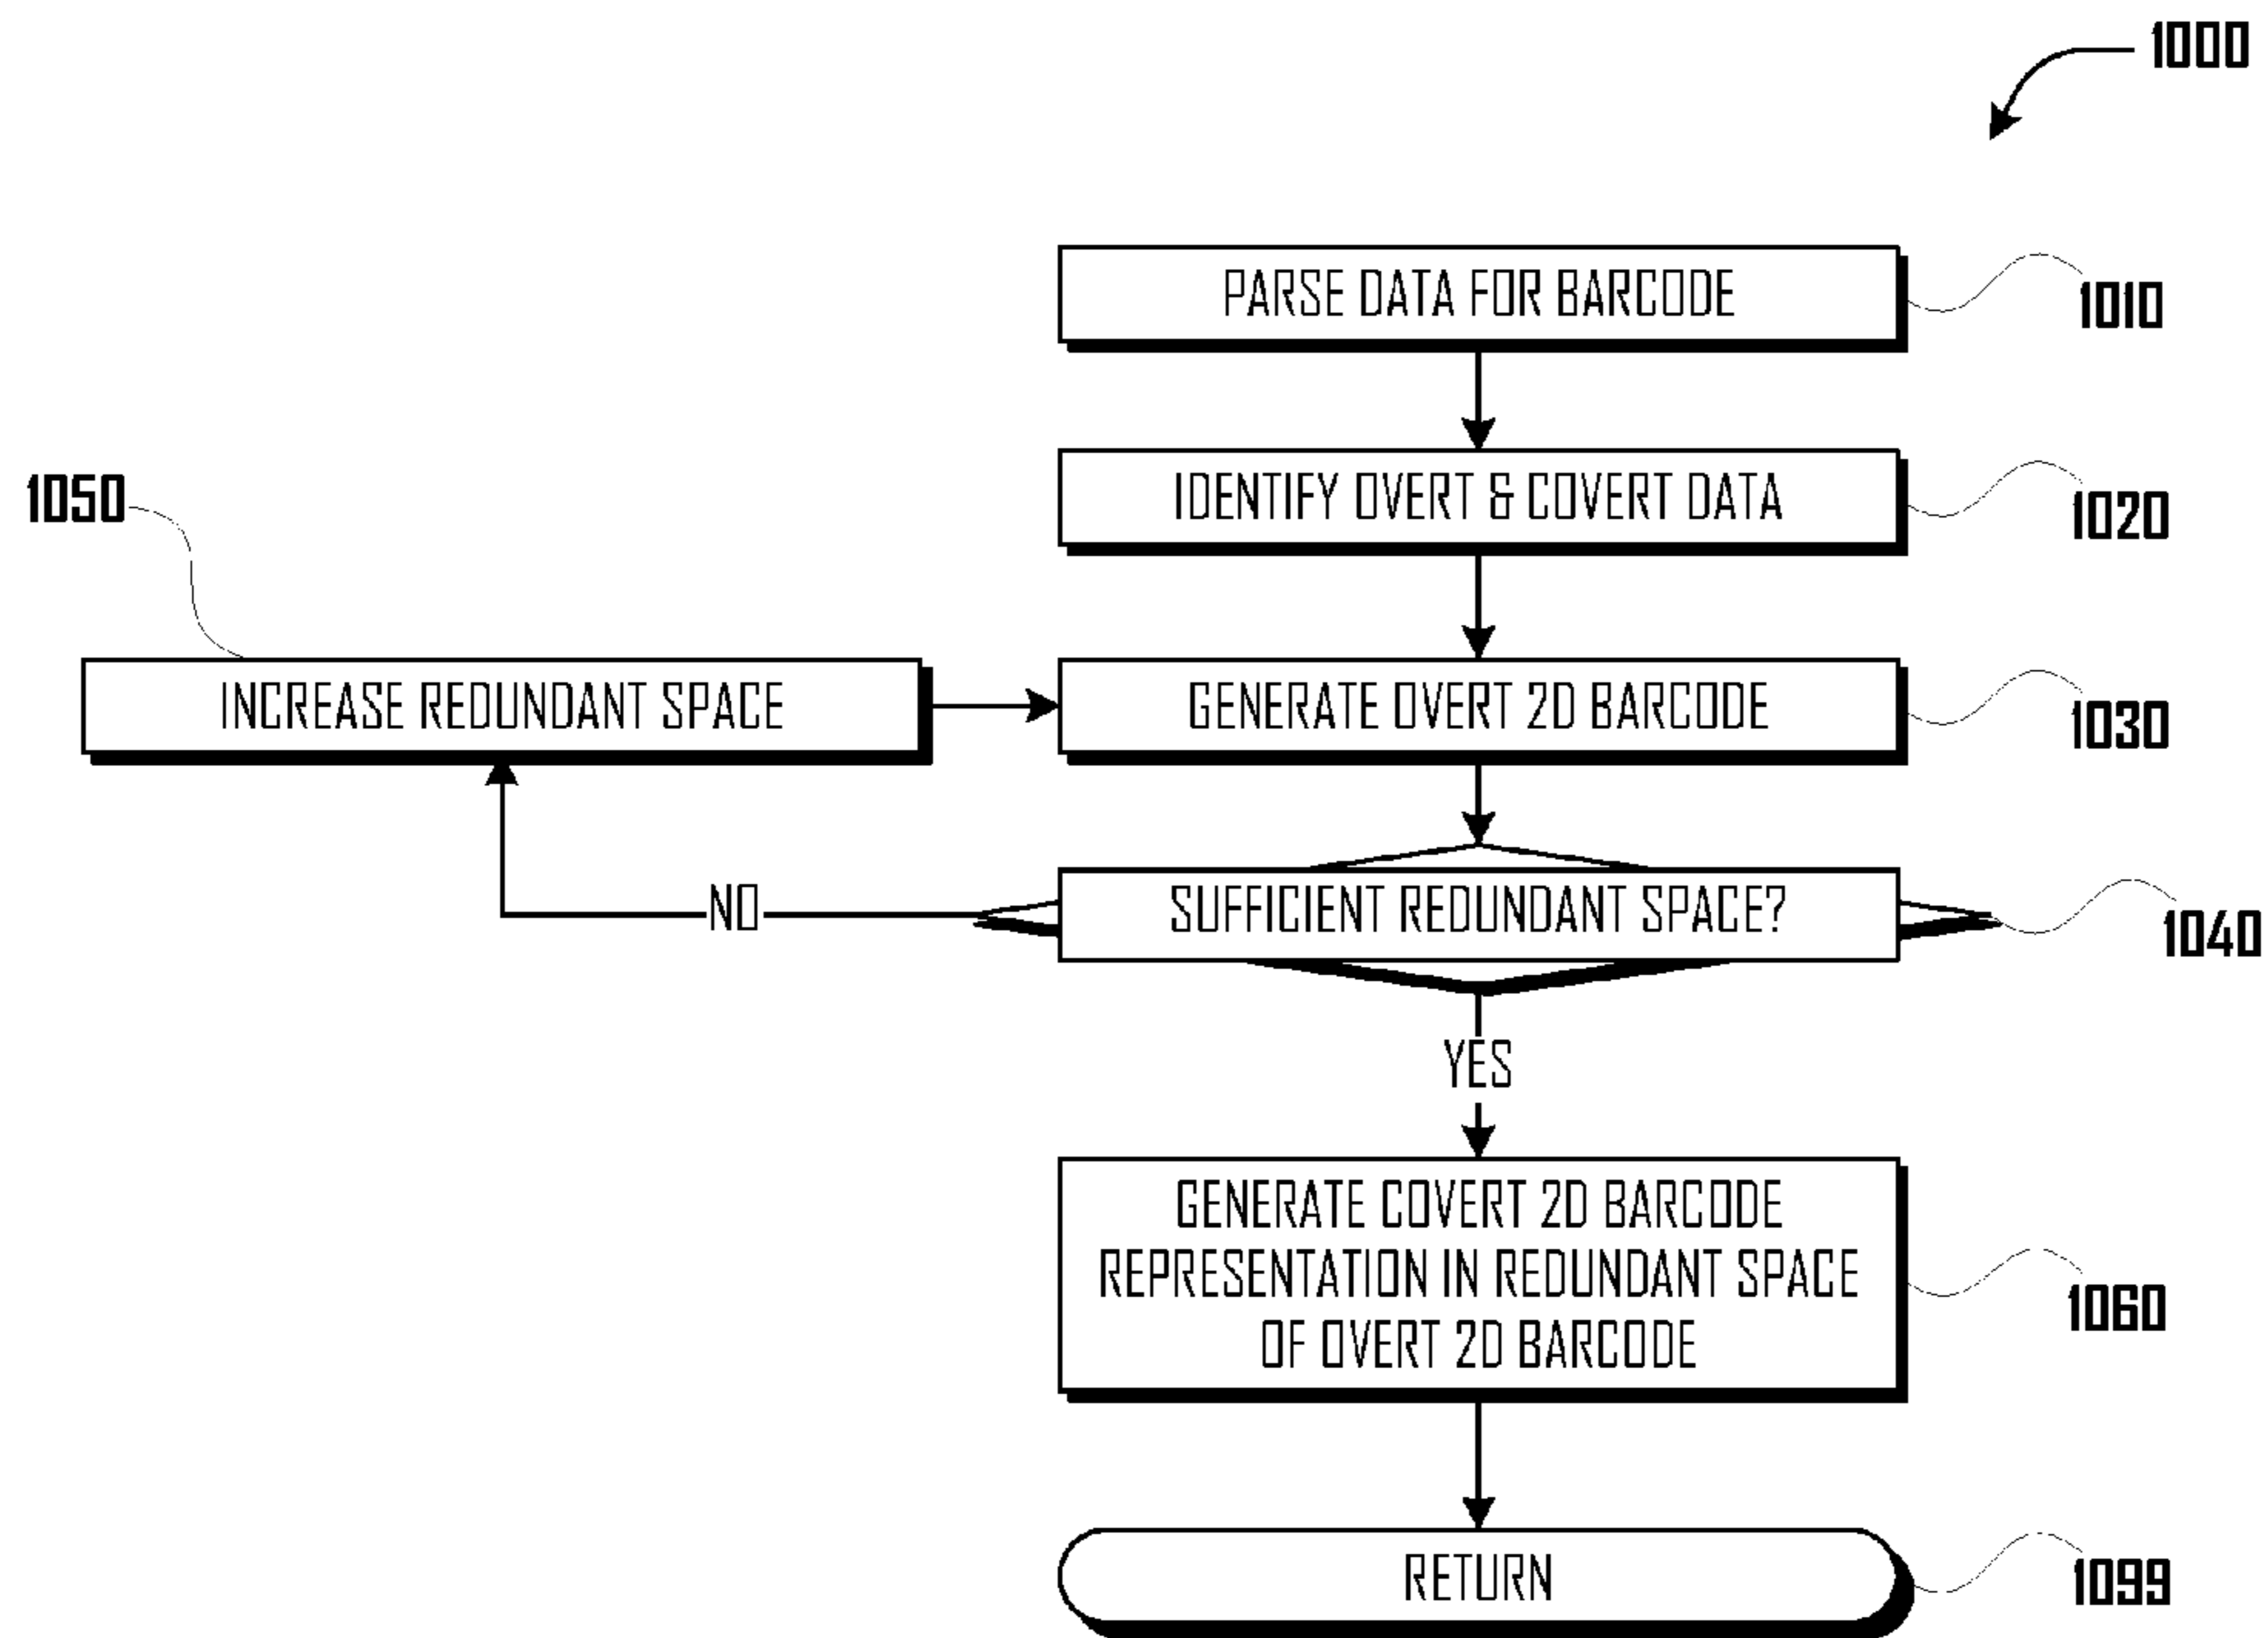 1000
PARSE DATA FOR BARCODE
1010
IDENTIFY OVERT & COVERT DATA
1020
1050
INCREASE REDUNDANT SPACE
GENERATE OVERT 2D BARCODE
1030
SUFFICIENT REDUNDANT SPACE?
1040
NO
YES
GENERATE COVERT 2D BARCODE
REPRESENTATION IN REDUNDANT SPACE
OF OVERT 2D BARCODE
1060
RETURN
1099